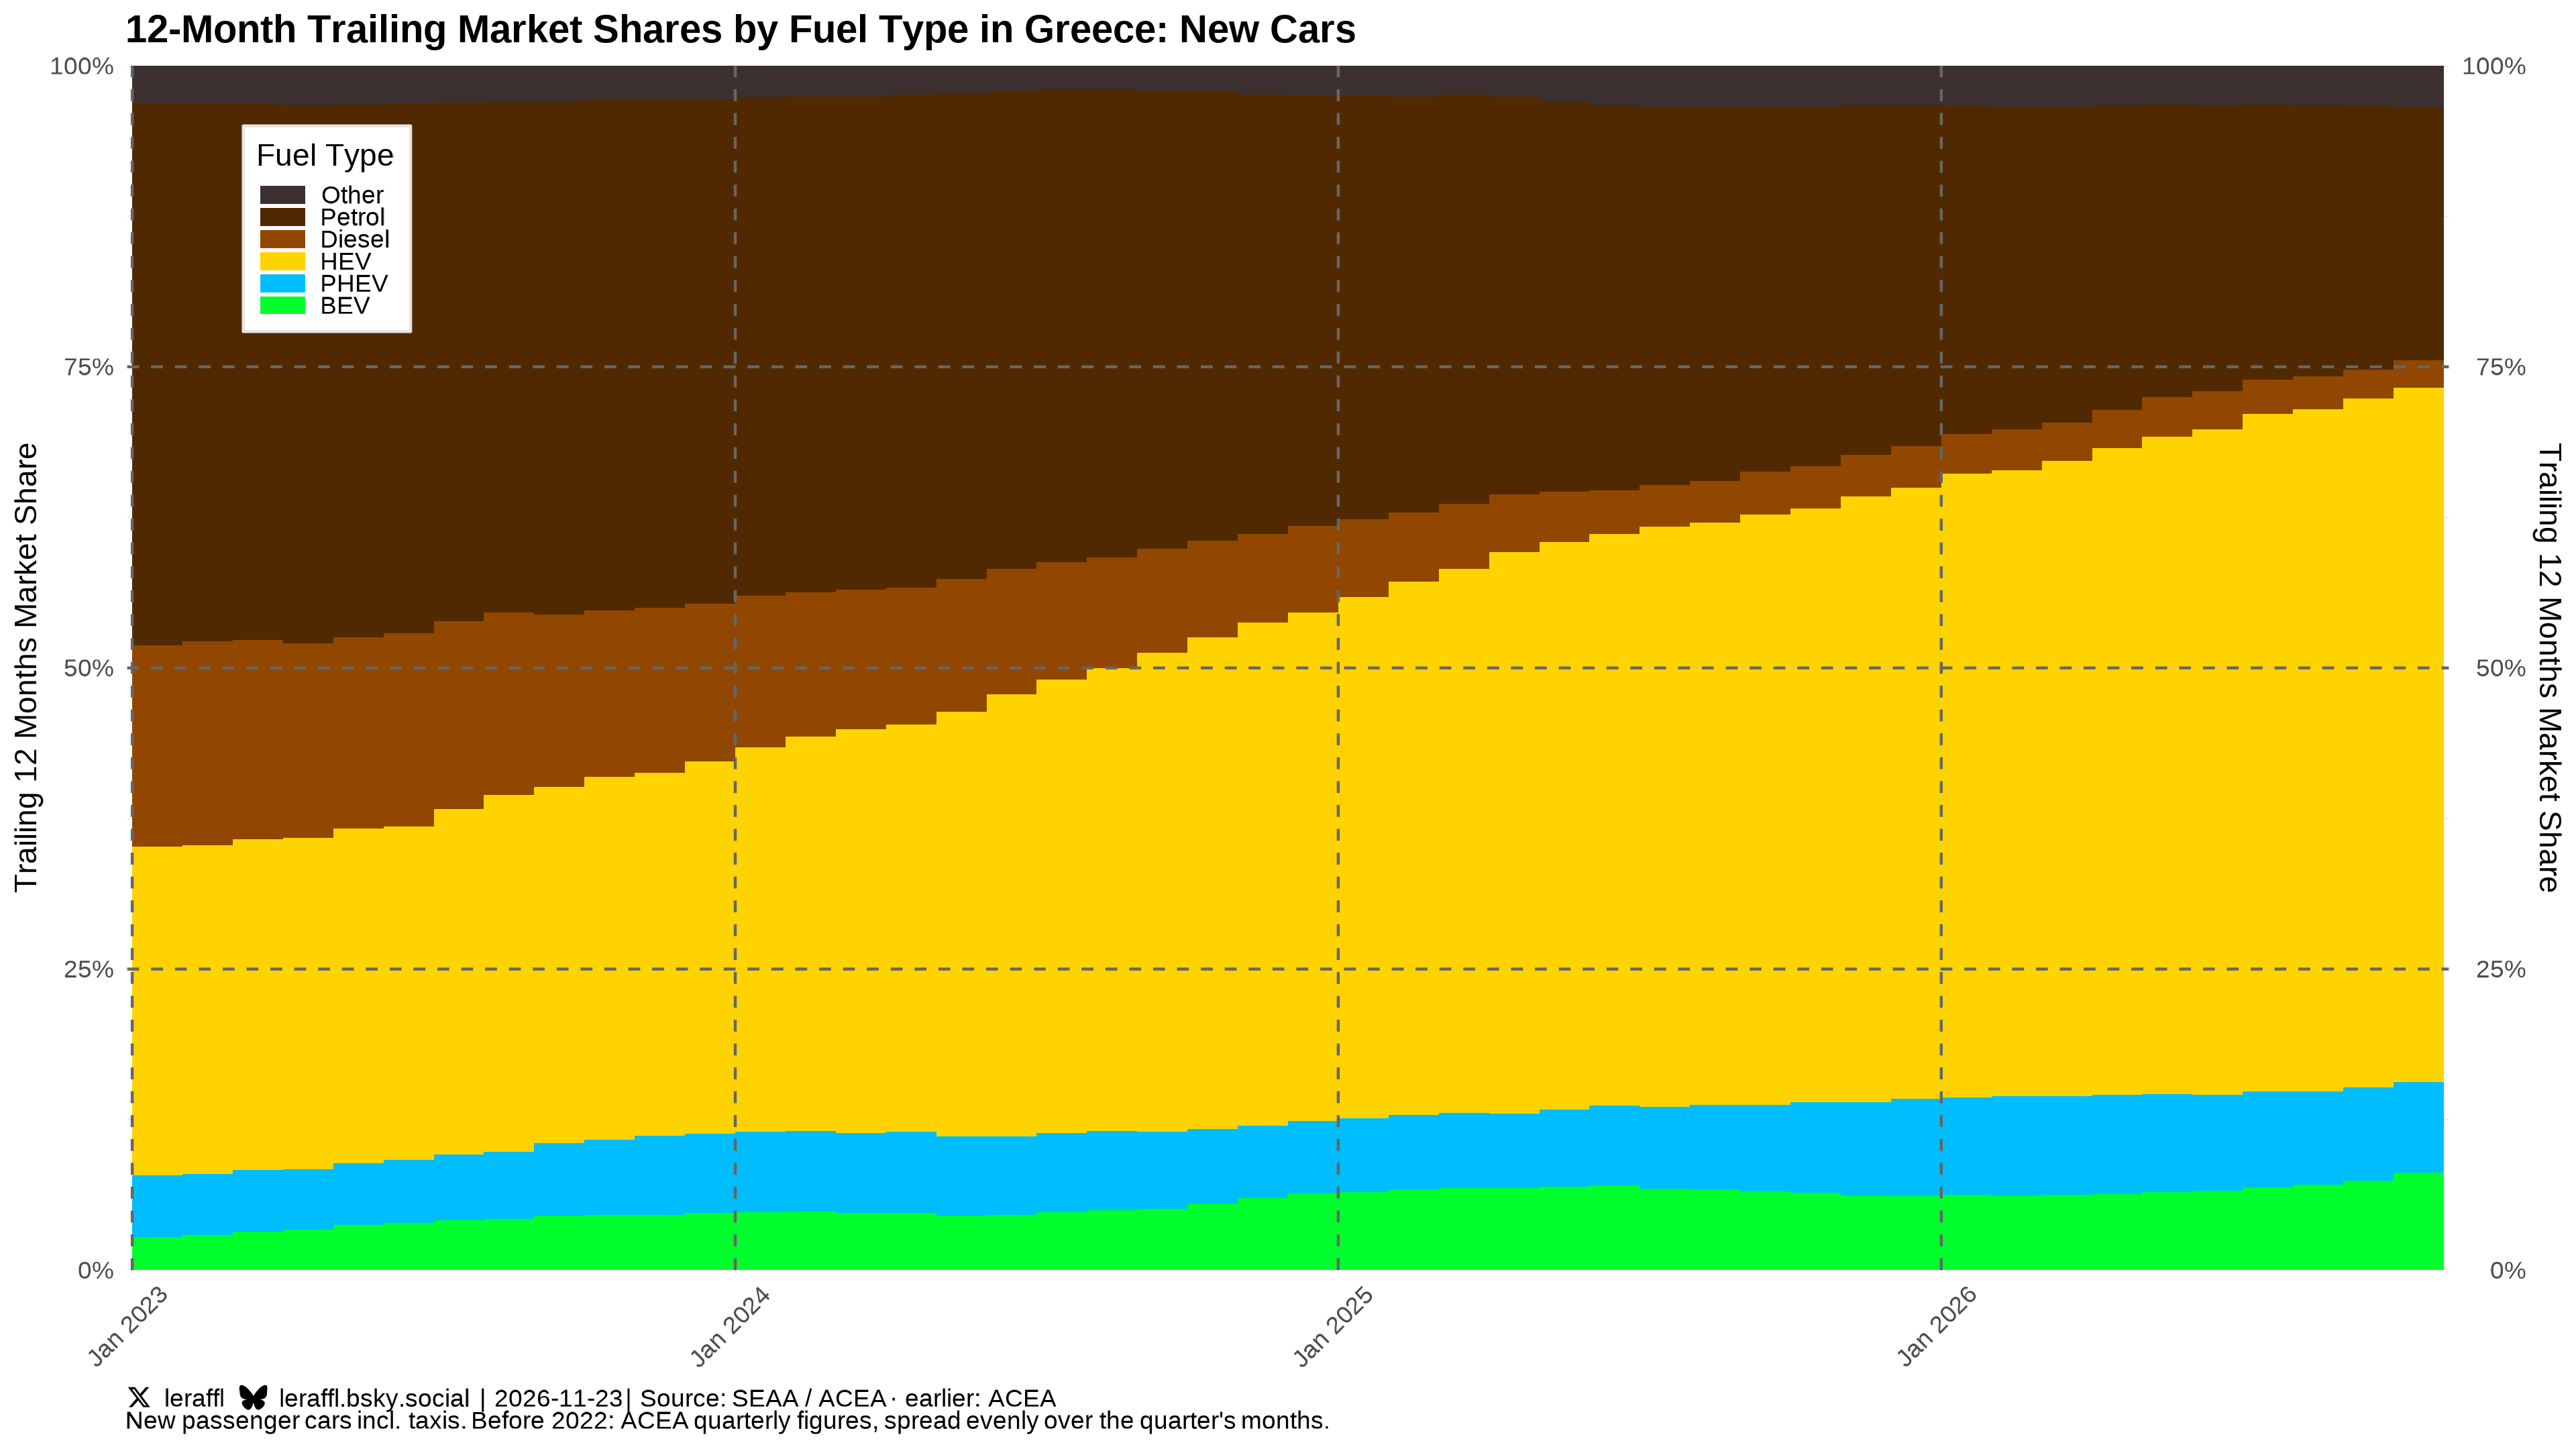 12-Month Trailing Market Shares by Fuel Type in Greece: New Cars
100%
100%
Fuel Type
Other
Petrol
Diesel
HEV
PHEV
BEV
75%
75%
Trailing 12 Months Market Share
Trailing 12 Months Market Share
50%
50%
25%
25%
0%
0%
Jan 2023
Jan 2024
Jan 2025
Jan 2026
leraffl leraffl.bsky.social | 2026-11-23| Source: SEAA / ACEA · earlier: ACEA
New passenger cars incl. taxis. Before 2022: ACEA quarterly figures, spread evenly over the quarter's months.